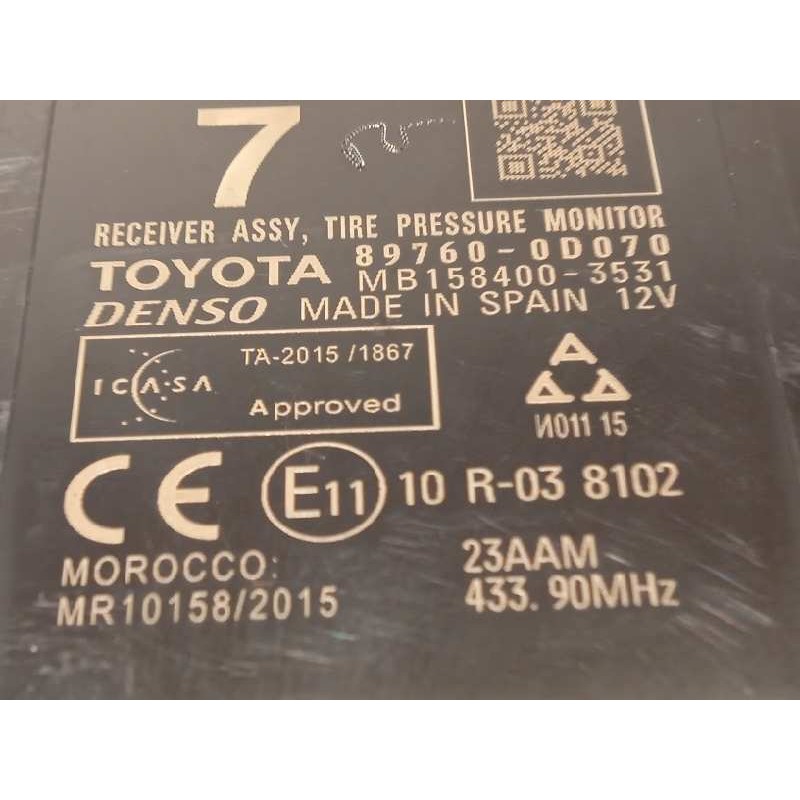 7
RECEIVER ASSY, TIRE PRESSURE MONITOR
TOYOTA 89760-0D070
MB158400-3531
DENSO MADE IN SPAIN 12V
ICASA TA-2015/1867
Approved
И011 15
CE E11 10 R-03 8102
MOROCCO: 23AAM
MR10158/2015 433.90MHz